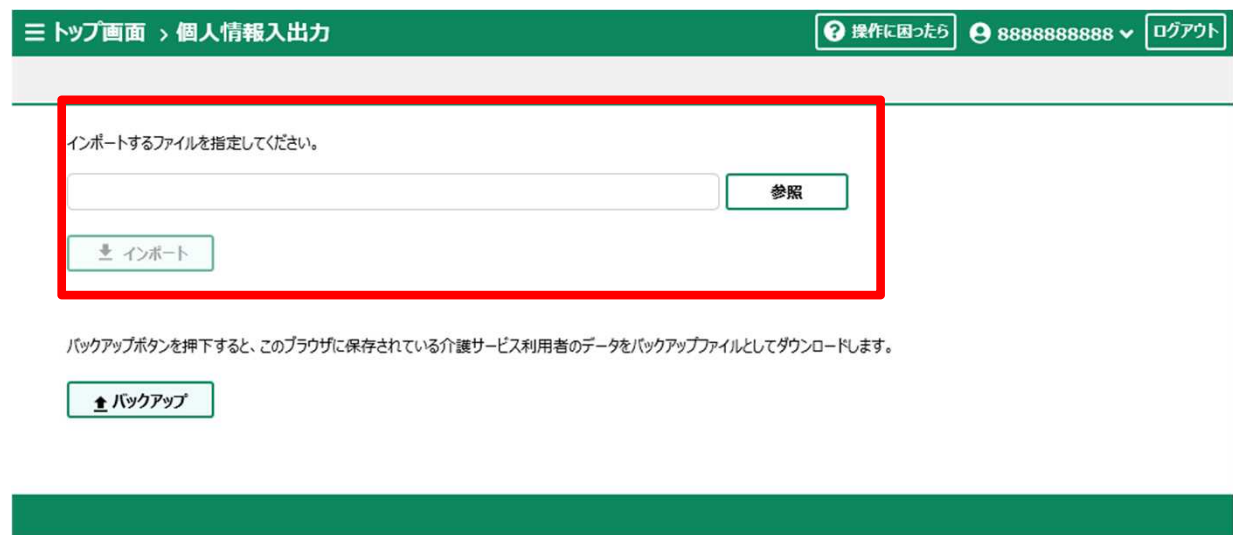 トップ画面 > 個人情報入出力
? 操作に困ったら 8888888888 ログアウト
インポートするファイルを指定してください。
参照
インポート
バックアップボタンを押下すると、このブラウザに保存されている介護サービス利用者のデータをバックアップファイルとしてダウンロードします。
バックアップ